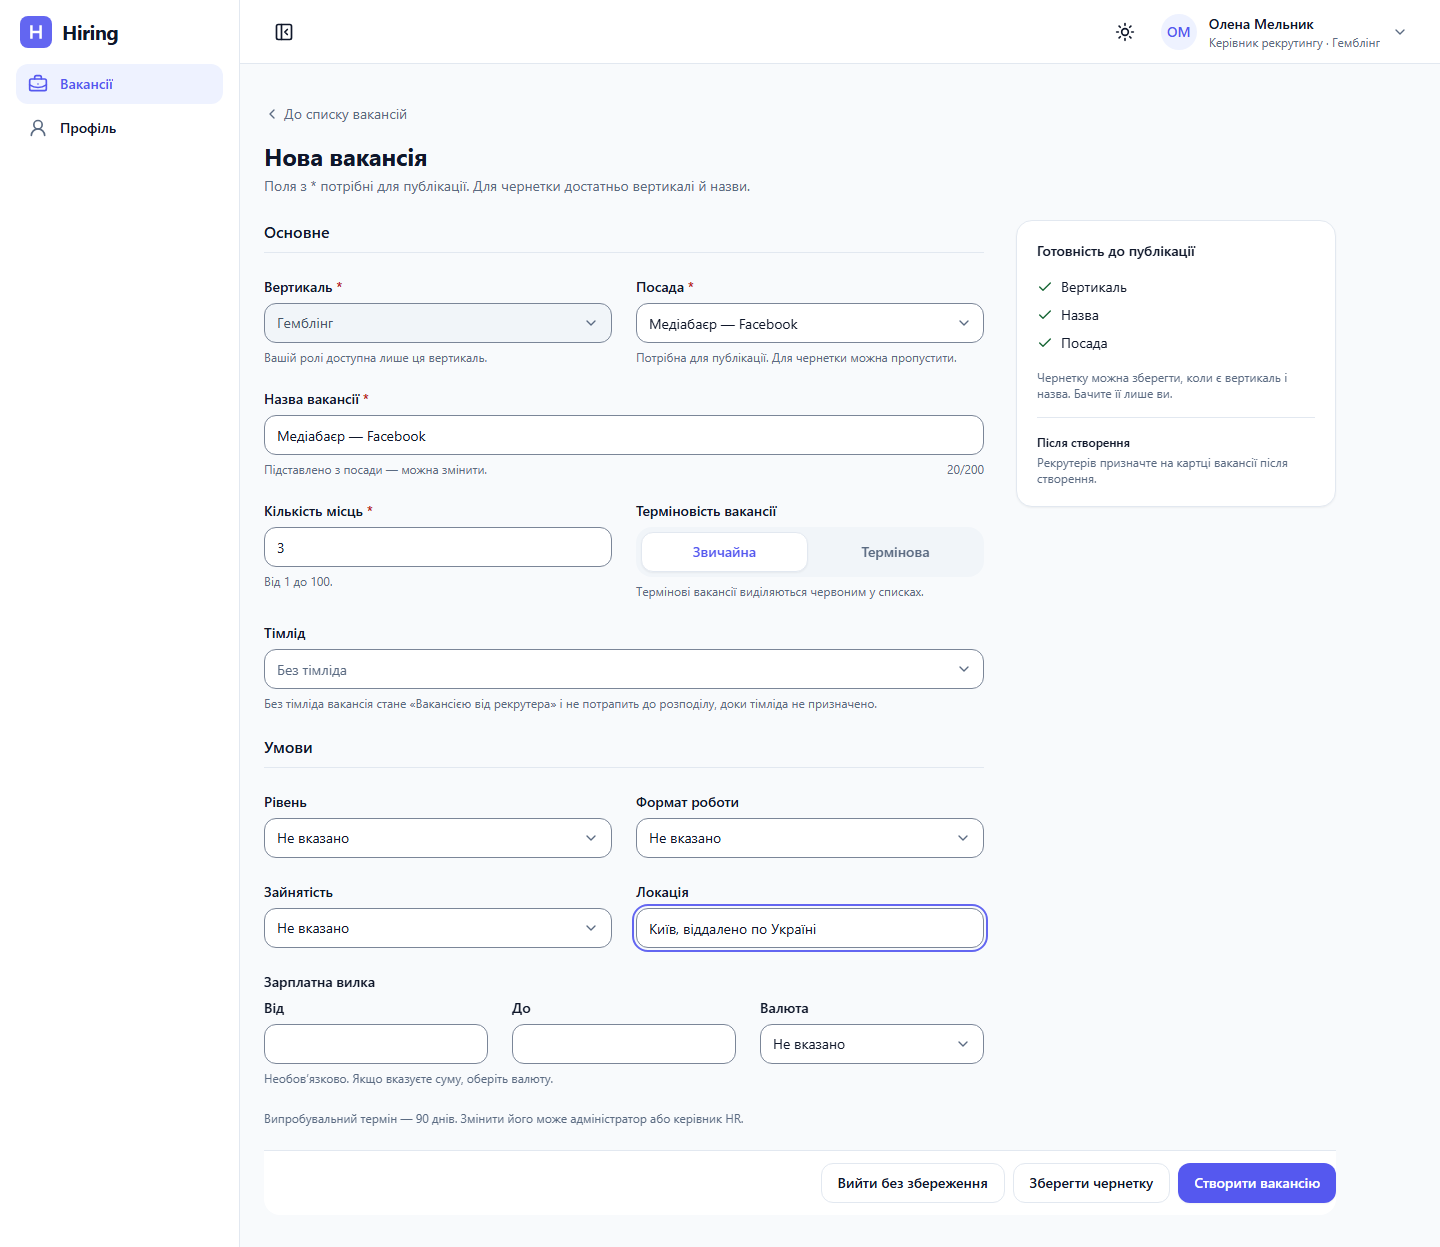 H Hiring
Вакансії
Профіль
ОМ
Олена Мельник
Керівник рекрутингу · Гемблінг
До списку вакансій
Нова вакансія
Поля з * потрібні для публікації. Для чернетки достатньо вертикалі й назви.
Основне
Вертикаль *
Гемблінг
Вашій ролі доступна лише ця вертикаль.
Посада *
Медіабаєр — Facebook
Потрібна для публікації. Для чернетки можна пропустити.
Назва вакансії *
Медіабаєр — Facebook
Підставлено з посади — можна змінити.
20/200
Кількість місць *
3
Від 1 до 100.
Терміновість вакансії
Звичайна
Термінова
Термінові вакансії виділяються червоним у списках.
Тімлід
Без тімліда
Без тімліда вакансія стане «Вакансією від рекрутера» і не потрапить до розподілу, доки тімліда не призначено.
Умови
Рівень
Не вказано
Формат роботи
Не вказано
Зайнятість
Не вказано
Локація
Київ, віддалено по Україні
Зарплатна вилка
Від
До
Валюта
Не вказано
Необов'язково. Якщо вказуєте суму, оберіть валюту.
Випробувальний термін — 90 днів. Змінити його може адміністратор або керівник HR.
Готовність до публікації
Вертикаль
Назва
Посада
Чернетку можна зберегти, коли є вертикаль і
назва. Бачите її лише ви.
Після створення
Рекрутерів призначте на картці вакансії після
створення.
Вийти без збереження
Зберегти чернетку
Створити вакансію